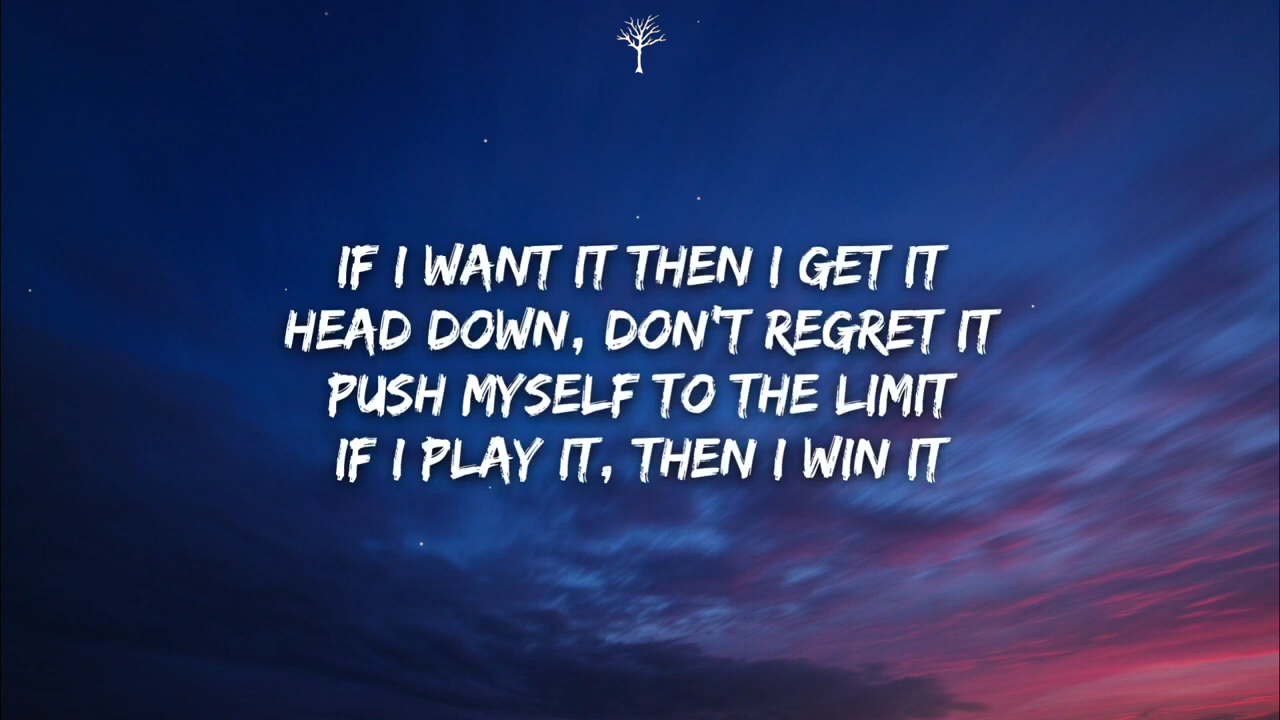 IF I WANT IT THEN I GET IT
HEAD DOWN, DON'T REGRET IT
PUSH MYSELF TO THE LIMIT
IF I PLAY IT, THEN I WIN IT